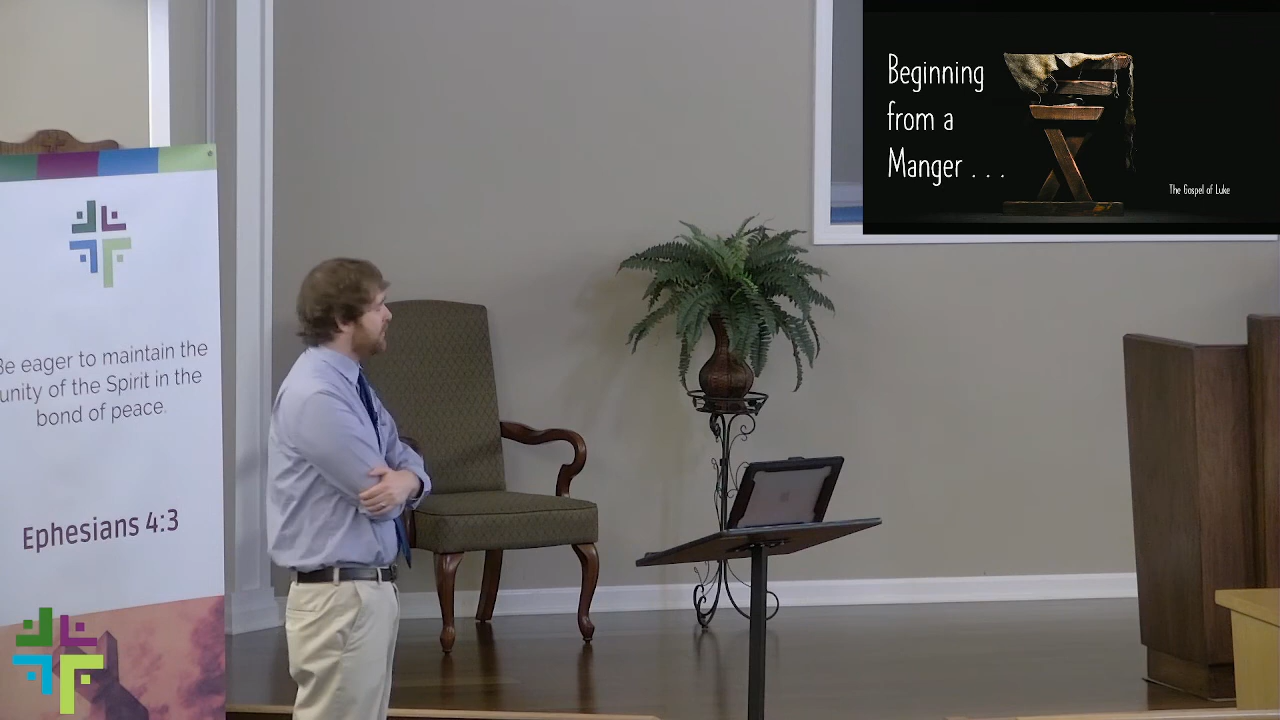 Be eager to maintain the
unity of the Spirit in the
bond of peace.
Ephesians 4:3
Beginning
from a
Manger . . .
The Gospel of Luke